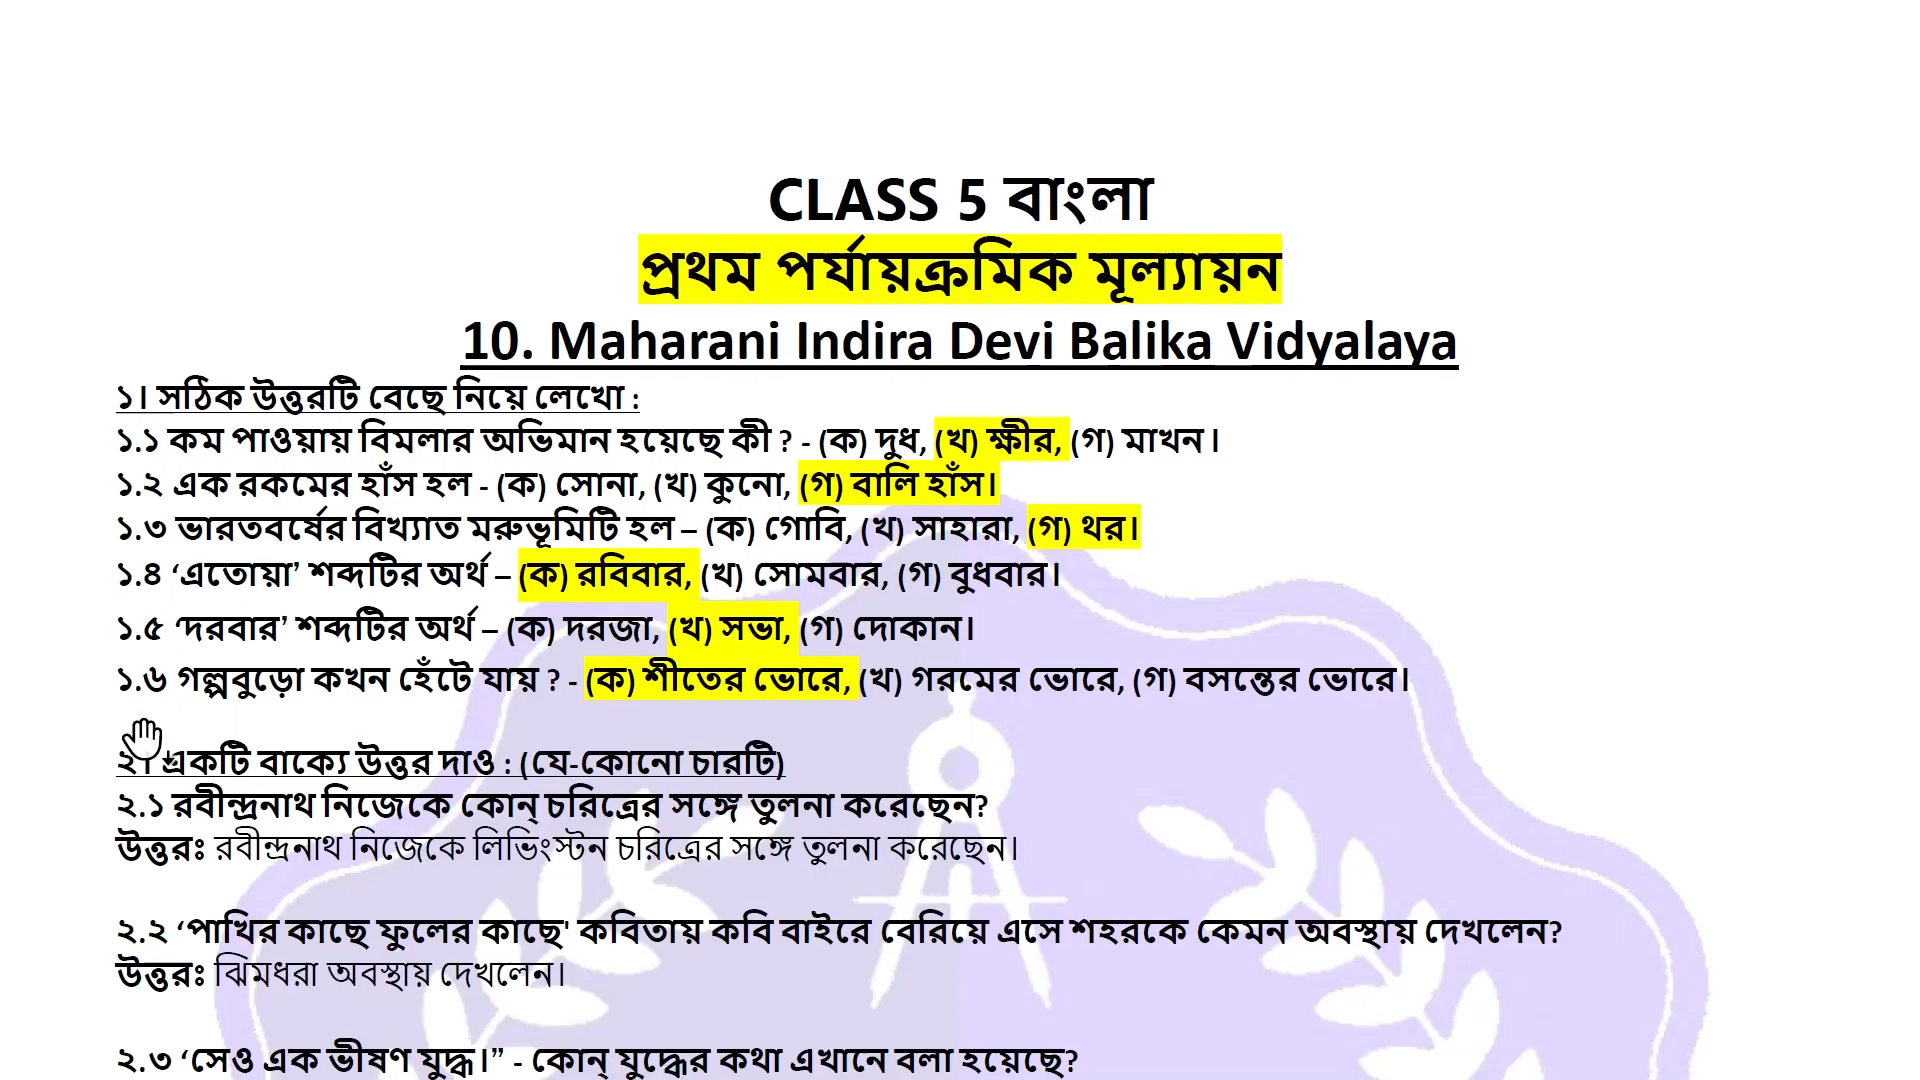 CLASS 5 বাংলা
প্রথম পর্যায়ক্রমিক মূল্যায়ন
10. Maharani Indira Devi Balika Vidyalaya
১। সঠিক উত্তরটি বেছে নিয়ে লেখো :
১.১ কম পাওয়ায় বিমলার অভিমান হয়েছে কী ? - (ক) দুধ, (খ) ক্ষীর, (গ) মাখন।
১.২ এক রকমের হাঁস হল - (ক) সোনা, (খ) কুনো, (গ) বালি হাঁস।
১.৩ ভারতবর্ষের বিখ্যাত মরুভূমিটি হল – (ক) গোবি, (খ) সাহারা, (গ) থর।
১.৪ ‘এতোয়া’ শব্দটির অর্থ – (ক) রবিবার, (খ) সোমবার, (গ) বুধবার।
১.৫ ‘দরবার’ শব্দটির অর্থ – (ক) দরজা, (খ) সভা, (গ) দোকান।
১.৬ গল্পবুড়ো কখন হেঁটে যায় ? - (ক) শীতের ভোরে, (খ) গরমের ভোরে, (গ) বসন্তের ভোরে।
২। একটি বাক্যে উত্তর দাও : (যে-কোনো চারটি)
২.১ রবীন্দ্রনাথ নিজেকে কোন্ চরিত্রের সঙ্গে তুলনা করেছেন?
উত্তরঃ রবীন্দ্রনাথ নিজেকে লিভিংস্টন চরিত্রের সঙ্গে তুলনা করেছেন।
২.২ ‘পাখির কাছে ফুলের কাছে' কবিতায় কবি বাইরে বেরিয়ে এসে শহরকে কেমন অবস্থায় দেখলেন?
উত্তরঃ ঝিমধরা অবস্থায় দেখলেন।
২.৩ ‘সেও এক ভীষণ যুদ্ধ।” - কোন্ যুদ্ধের কথা এখানে বলা হয়েছে?